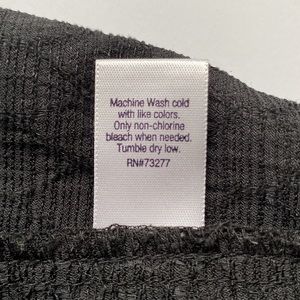 Machine Wash cold
with like colors.
Only non-chlorine
bleach when needed.
Tumble dry low.
RN#73277